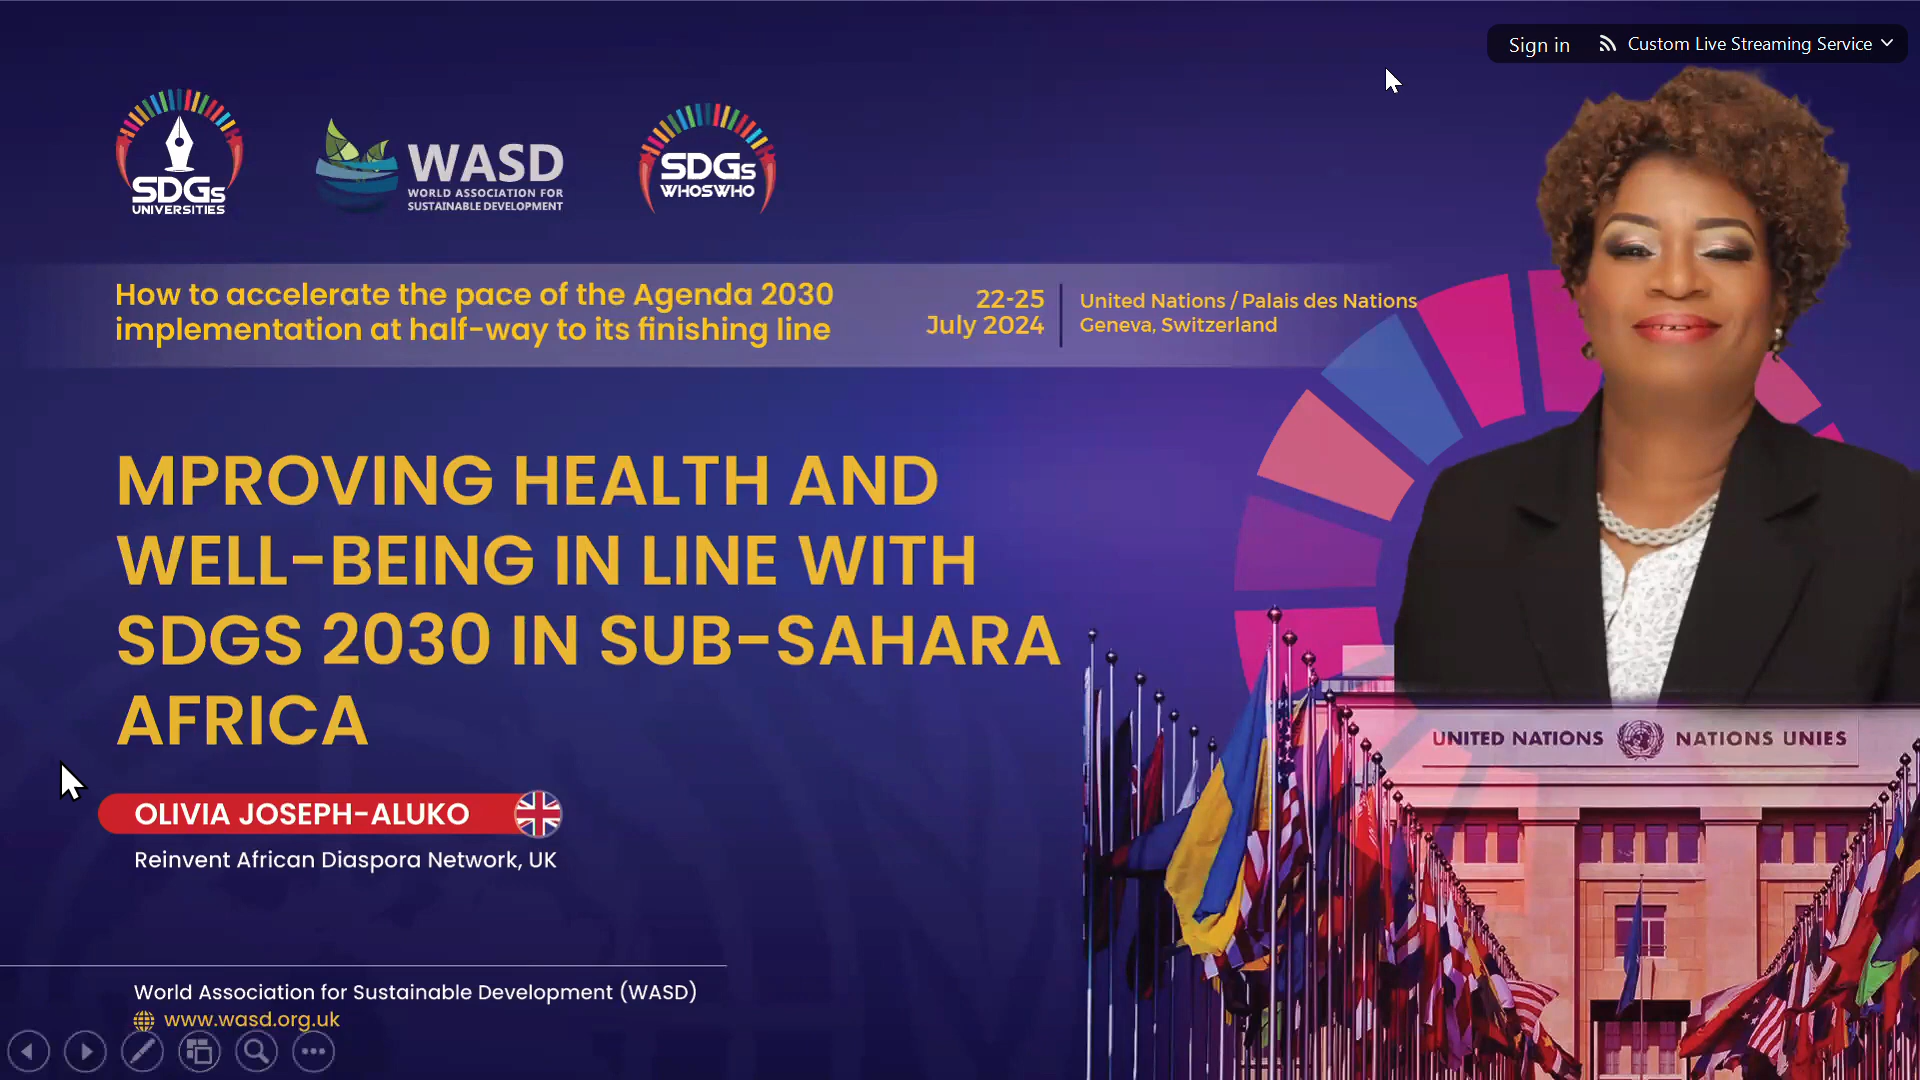 Sign in
Custom Live Streaming Service
SDGs
UNIVERSITIES
WASD
WORLD ASSOCIATION FOR
SUSTAINABLE DEVELOPMENT
SDGs
WHOSWHO
How to accelerate the pace of the Agenda 2030
implementation at half-way to its finishing line
22-25
July 2024
United Nations / Palais des Nations
Geneva, Switzerland
MPROVING HEALTH AND
WELL-BEING IN LINE WITH
SDGS 2030 IN SUB-SAHARA
AFRICA
UNITED NATIONS NATIONS UNIES
OLIVIA JOSEPH-ALUKO
Reinvent African Diaspora Network, UK
World Association for Sustainable Development (WASD)
www.wasd.org.uk